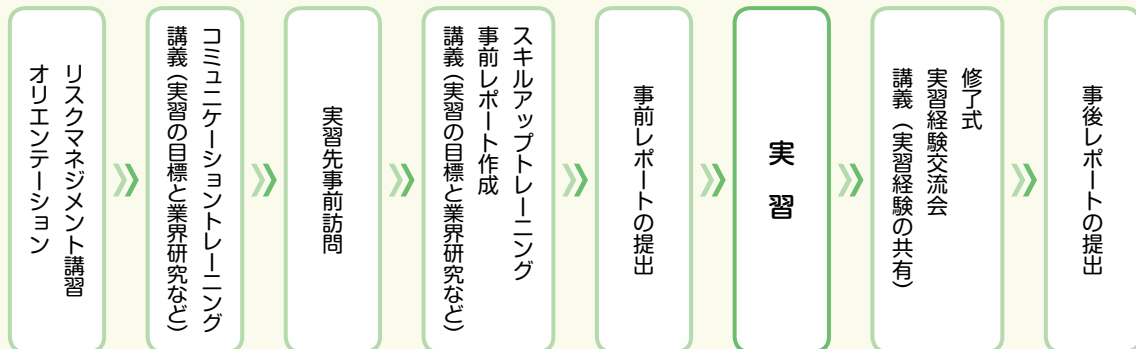 リスクマネジメント講習
オリエンテーション
コミュニケーショントレーニング
講義(実習の目標と業界研究など)
実習先事前訪問
スキルアップトレーニング
事前レポート作成
講義(実習の目標と業界研究など)
事前レポートの提出
実習
修了式
実習経験交流会
講義(実習経験の共有)
事後レポートの提出